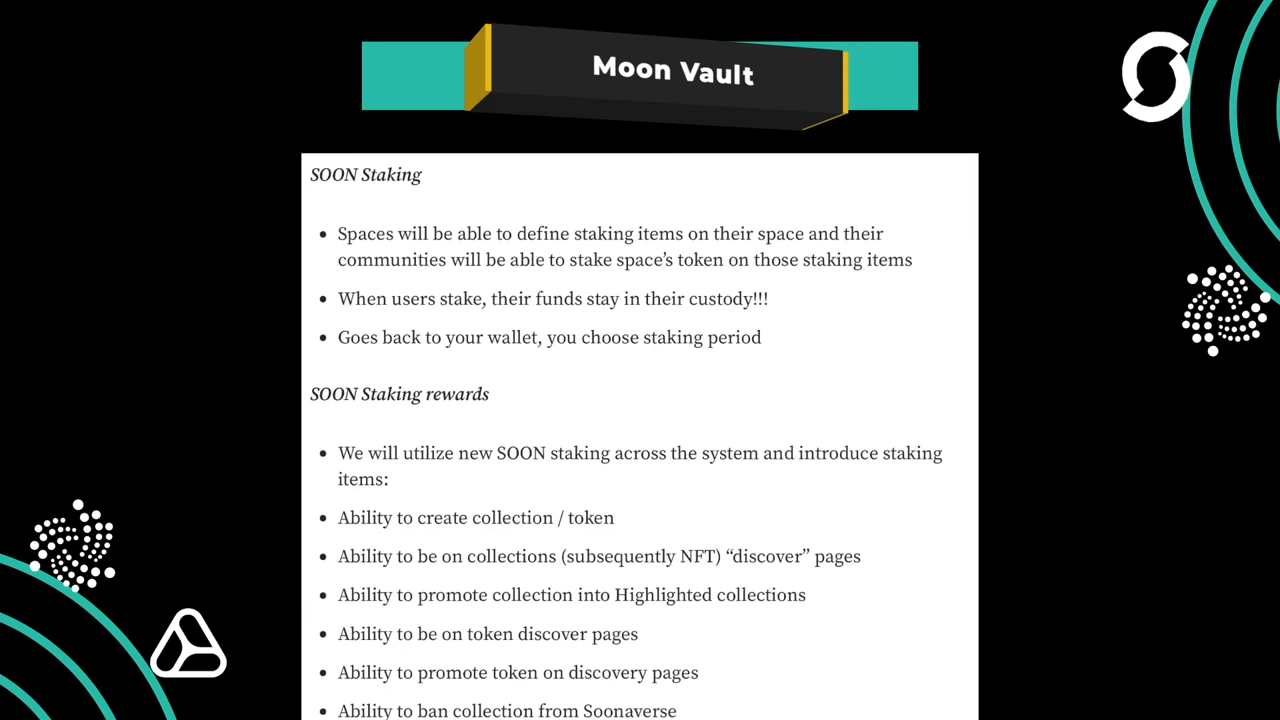 Moon Vault
SOON Staking
• Spaces will be able to define staking items on their space and their
communities will be able to stake space’s token on those staking items
• When users stake, their funds stay in their custody!!!
• Goes back to your wallet, you choose staking period
SOON Staking rewards
• We will utilize new SOON staking across the system and introduce staking
items:
• Ability to create collection / token
• Ability to be on collections (subsequently NFT) “discover” pages
• Ability to promote collection into Highlighted collections
• Ability to be on token discover pages
• Ability to promote token on discovery pages
• Ability to ban collection from Soonaverse